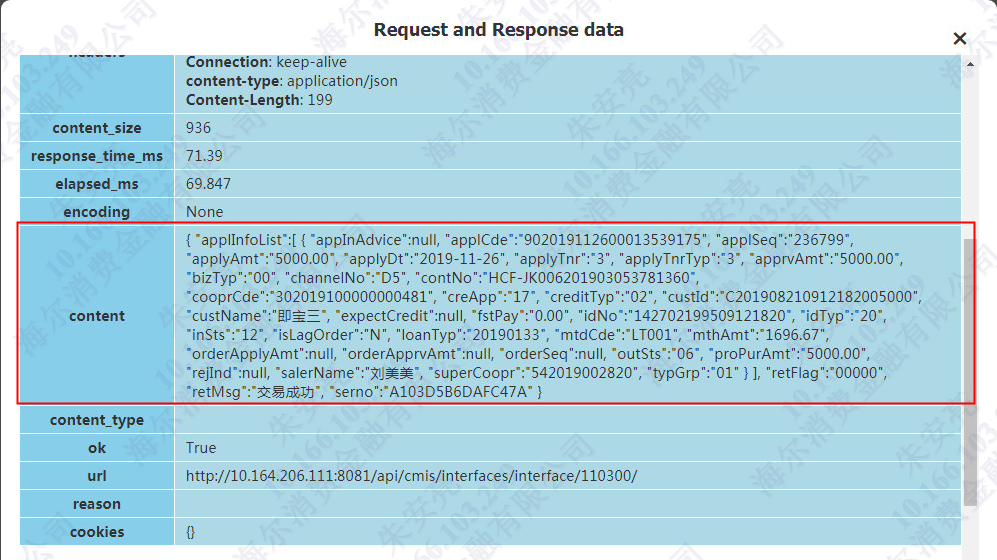 Request and Response data
×
headers
Connection: keep-alive
content-type: application/json
Content-Length: 199
content_size 936
response_time_ms 71.39
elapsed_ms 69.847
encoding None
content
{ "applInfoList":[ { "appInAdvice":null, "applCde":"902019112600013539175", "applSeq":"236799",
"applyAmt":"5000.00", "applyDt":"2019-11-26", "applyTnr":"3", "applyTnrTyp":"3", "apprvAmt":"5000.00",
"bizTyp":"00", "channelNo":"D5", "contNo":"HCF-JK006201903053781360",
"cooprCde":"302019100000000481", "creApp":"17", "creditTyp":"02", "custId":"C201908210912182005000",
"custName":"即宝三", "expectCredit":null, "fstPay":"0.00", "idNo":"142702199509121820", "idTyp":"20",
"inSts":"12", "isLagOrder":"N", "loanTyp":"20190133", "mtdCde":"LT001", "mthAmt":"1696.67",
"orderApplyAmt":null, "orderApprvAmt":null, "orderSeq":null, "outSts":"06", "proPurAmt":"5000.00",
"rejInd":null, "salerName":"刘美美", "superCoopr":"542019002820", "typGrp":"01" } ], "retFlag":"00000",
"retMsg":"交易成功", "serno":"A103D5B6DAFC47A" }
content_type
ok True
url http://10.164.206.111:8081/api/cmis/interfaces/interface/110300/
reason
cookies {}
海尔消费金融有限公司
朱安亮
10.166.103.249